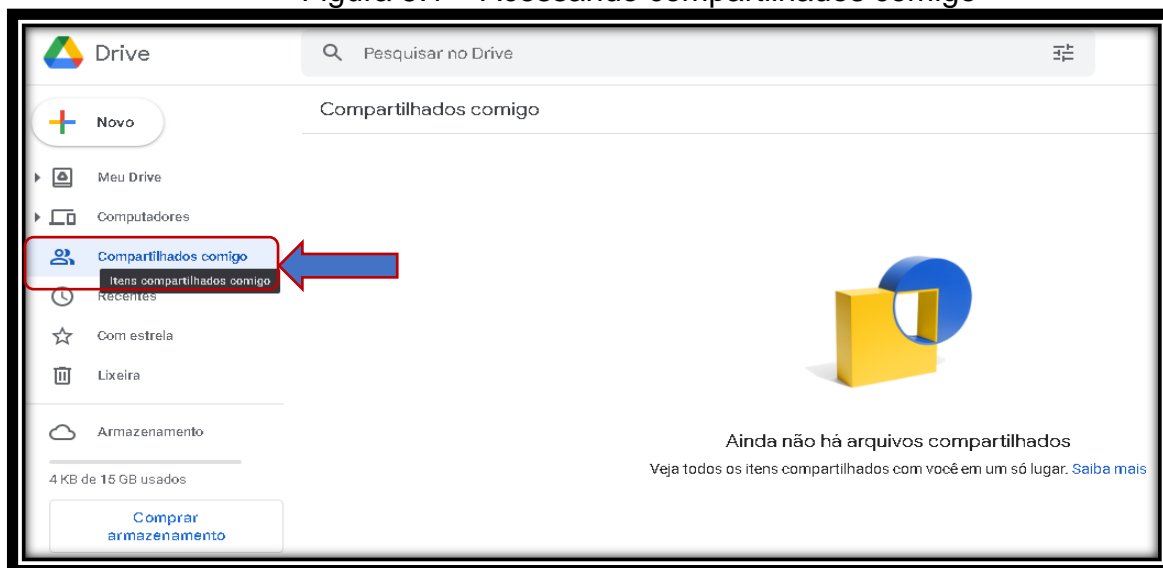 Drive
Pesquisar no Drive
Novo
Compartilhados comigo
Meu Drive
Computadores
Compartilhados comigo
Itens compartilhados comigo
Recentes
Com estrela
Lixeira
Armazenamento
4 KB de 15 GB usados
Comprar
armazenamento
Ainda não há arquivos compartilhados
Veja todos os itens compartilhados com você em um só lugar. Saiba mais